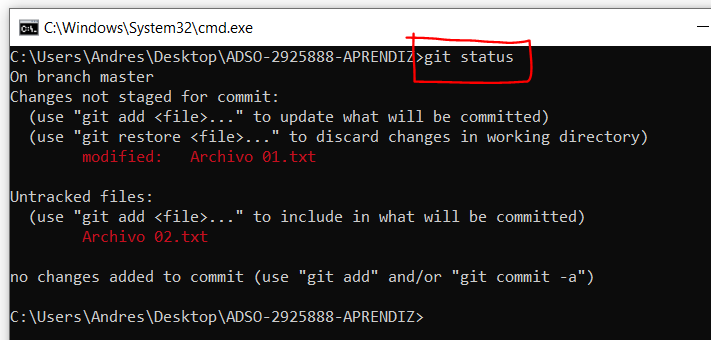 C:\Windows\System32\cmd.exe
C:\Users\Andres\Desktop\ADSO-2925888-APRENDIZ>git status
On branch master
Changes not staged for commit:
  (use "git add <file>..." to update what will be committed)
  (use "git restore <file>..." to discard changes in working directory)
        modified:   Archivo 01.txt

Untracked files:
  (use "git add <file>..." to include in what will be committed)
        Archivo 02.txt

no changes added to commit (use "git add" and/or "git commit -a")

C:\Users\Andres\Desktop\ADSO-2925888-APRENDIZ>